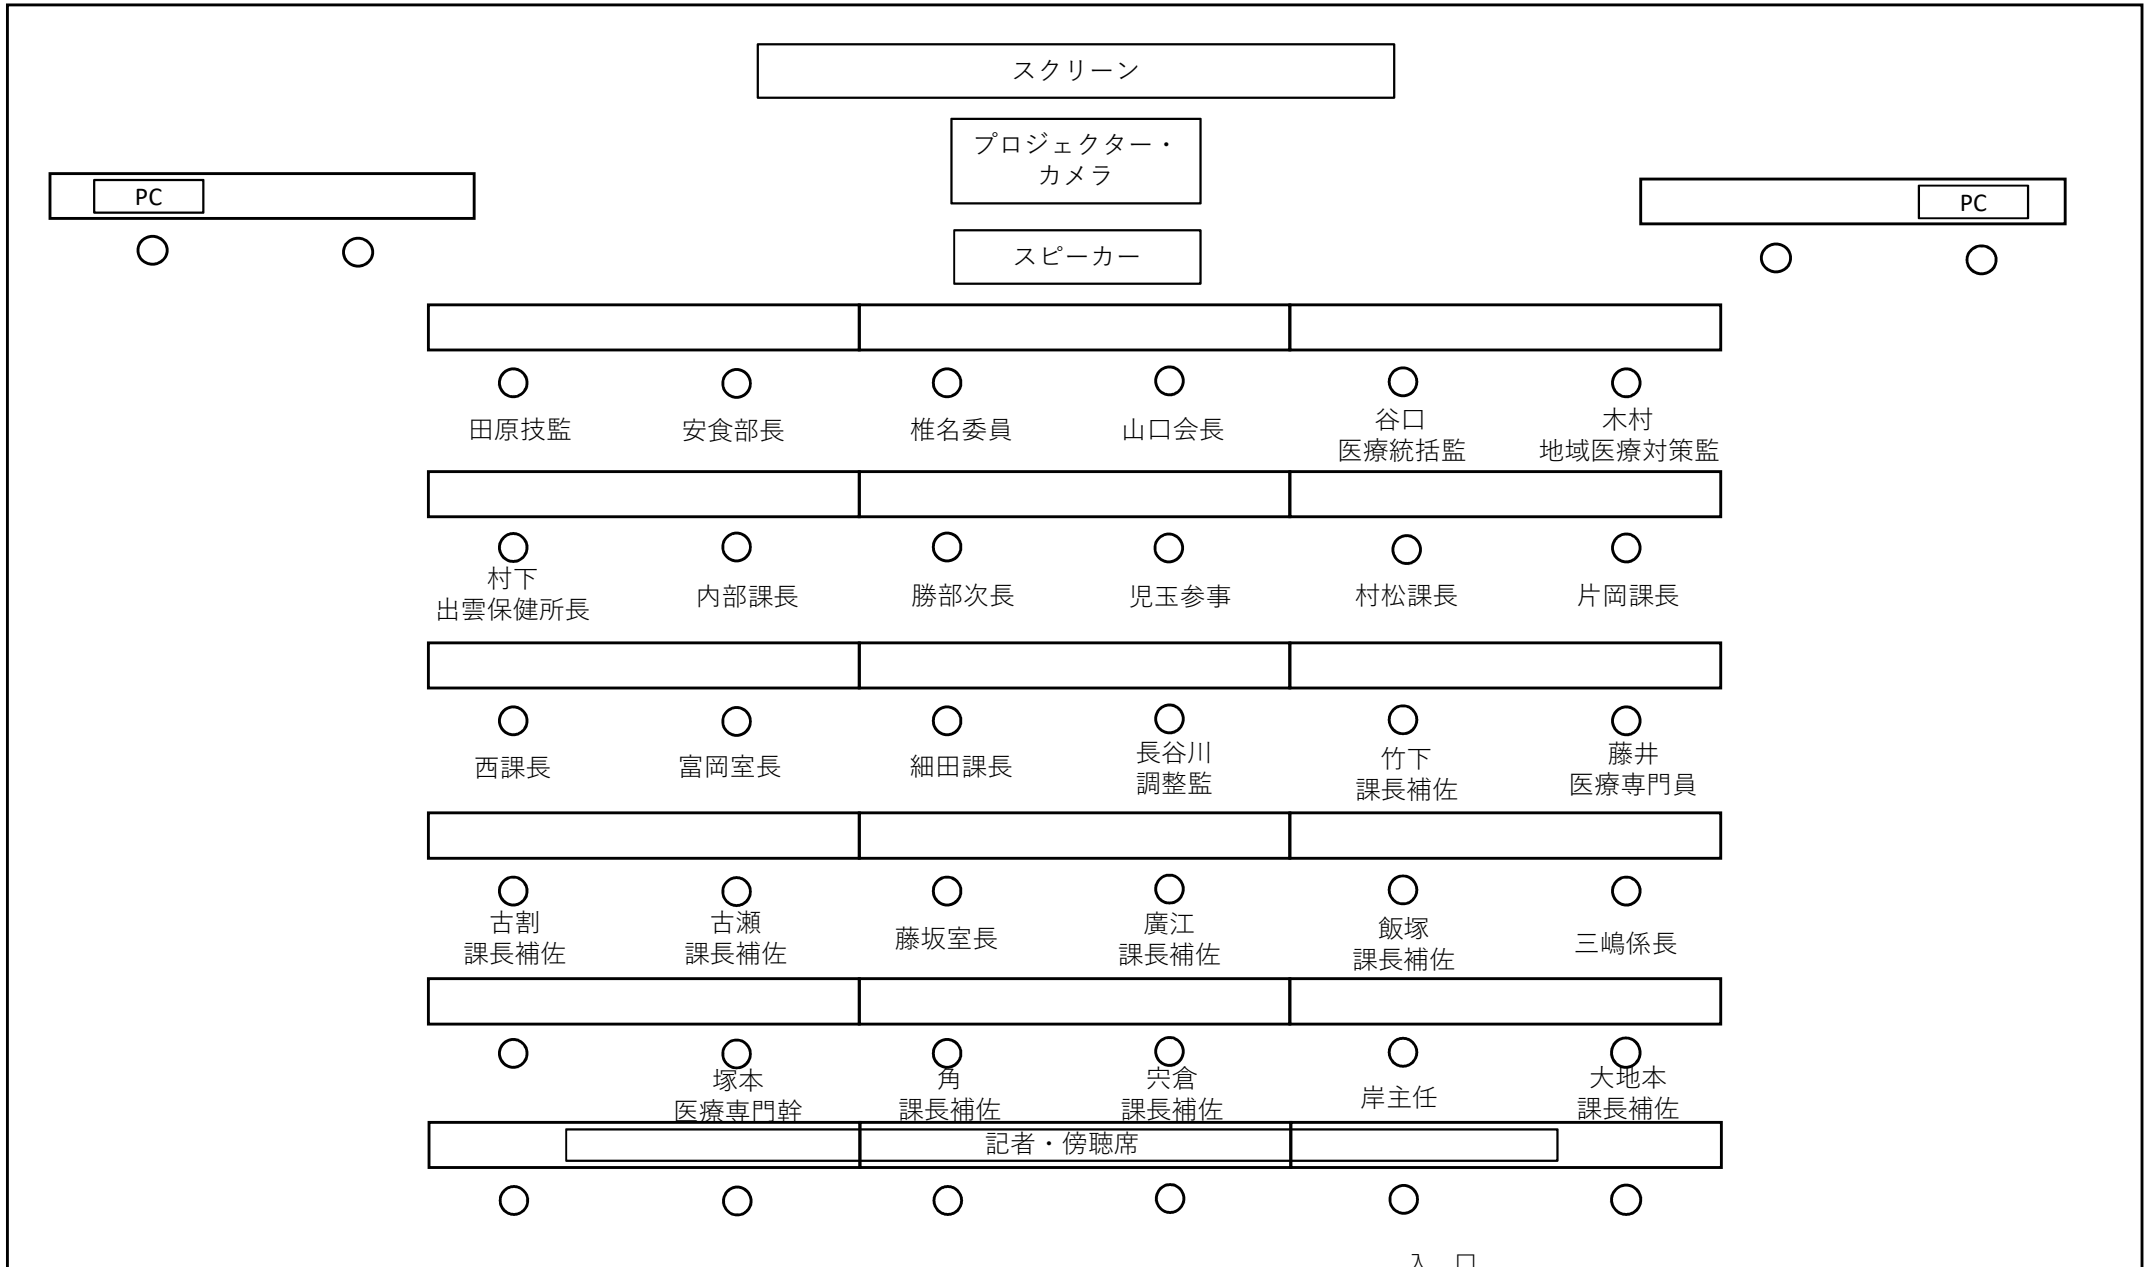 スクリーン
プロジェクター・
カメラ
PC
PC
スピーカー
田原技監
安食部長
椎名委員
山口会長
谷口
医療統括監
木村
地域医療対策監
村下
出雲保健所長
内部課長
勝部次長
児玉参事
村松課長
片岡課長
西課長
富岡室長
細田課長
長谷川
調整監
竹下
課長補佐
藤井
医療専門員
古割
課長補佐
古瀬
課長補佐
藤坂室長
廣江
課長補佐
飯塚
課長補佐
三嶋係長
塚本
医療専門幹
角
課長補佐
宍倉
課長補佐
岸主任
大地本
課長補佐
記者・傍聴席
入　口